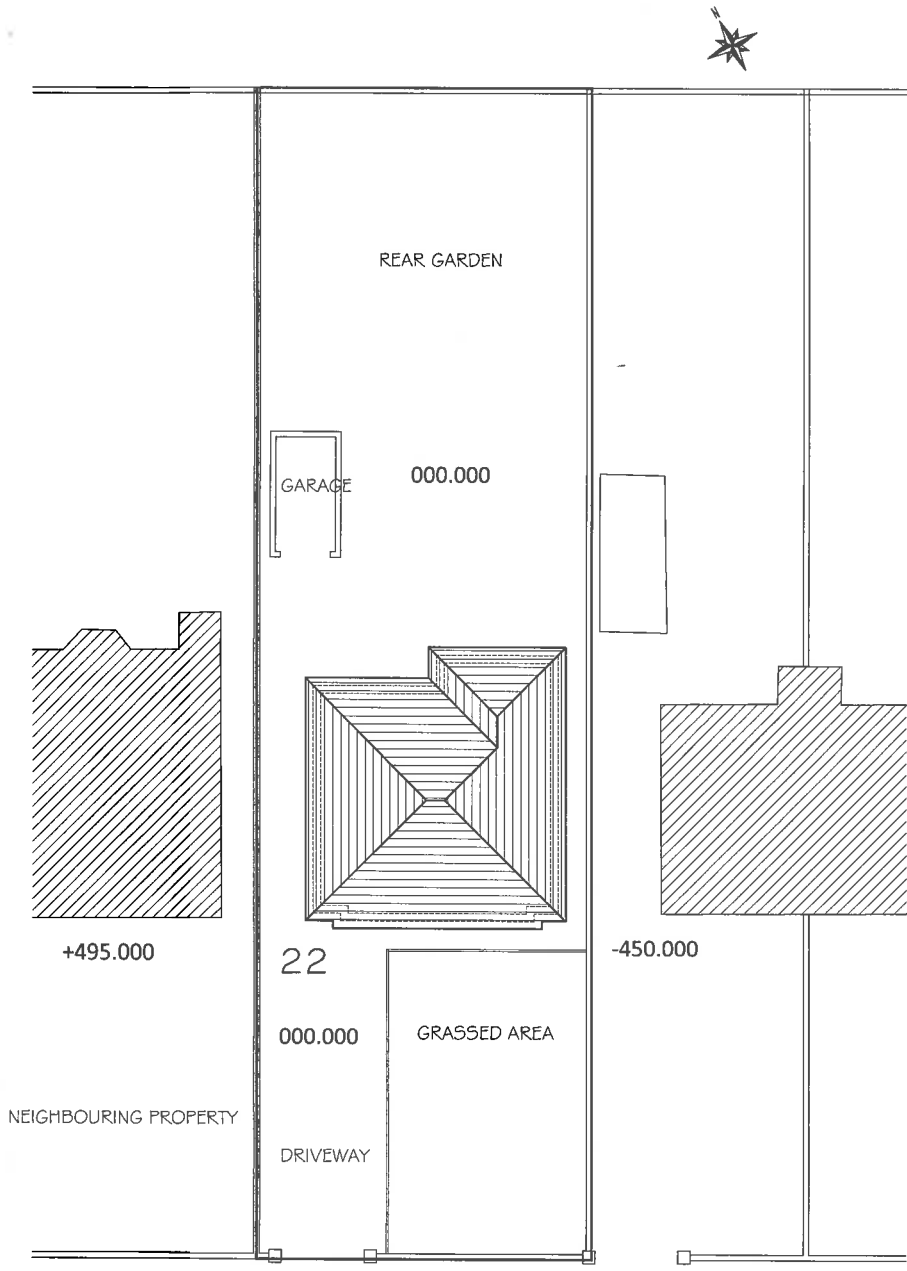 N
REAR GARDEN
GARAGE
000.000
+495.000
22
-450.000
000.000
GRASSED AREA
NEIGHBOURING PROPERTY
DRIVEWAY